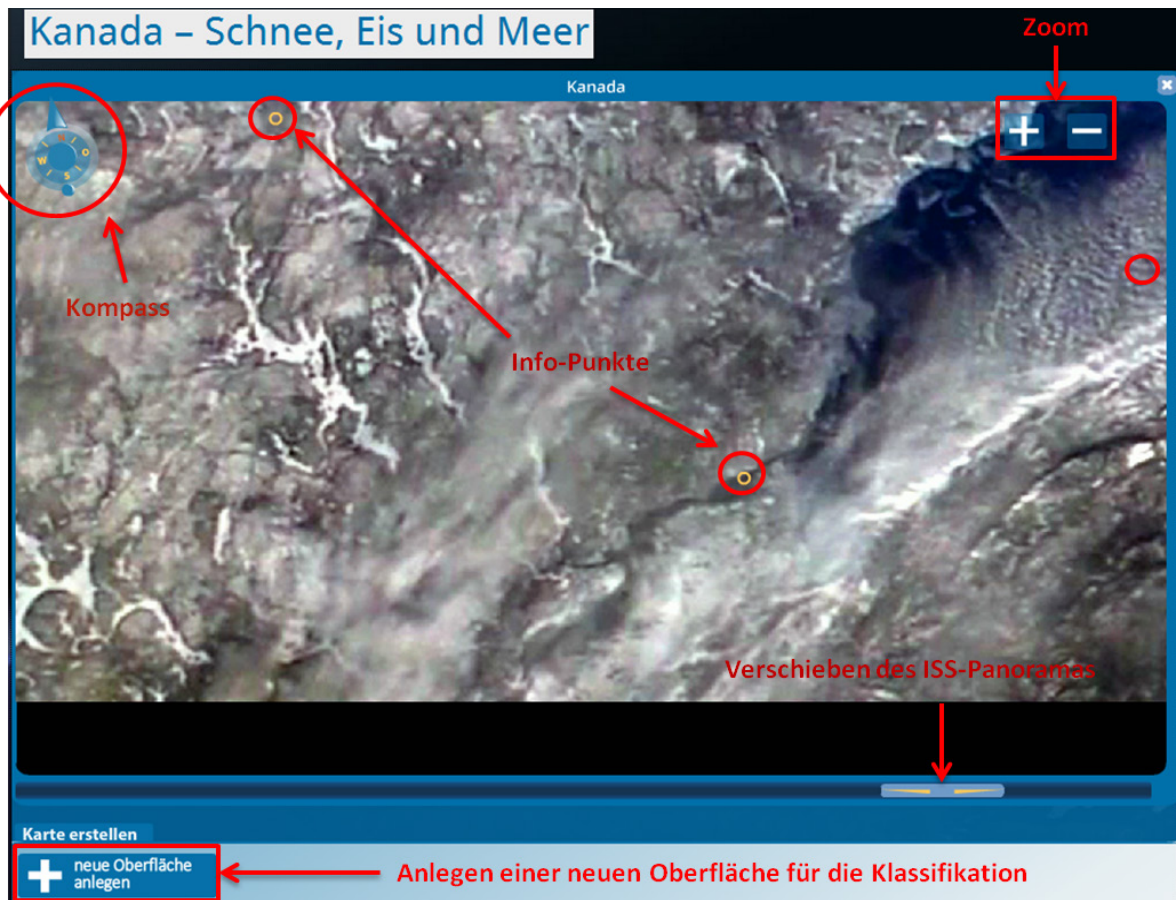 Kanada – Schnee, Eis und Meer
Zoom
Kanada
W
S
O
Kompass
Info-Punkte
Verschieben des ISS-Panoramas
Karte erstellen
neue Oberfläche
anlegen
Anlegen einer neuen Oberfläche für die Klassifikation